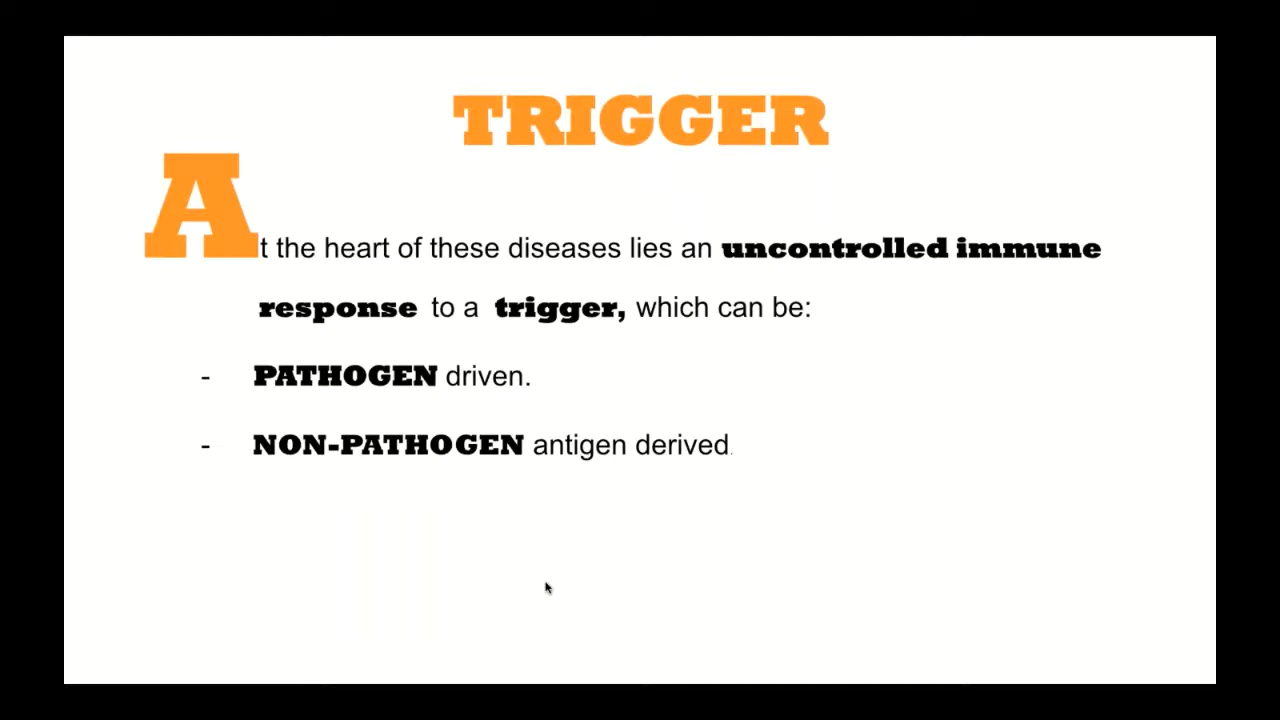 TRIGGER
At the heart of these diseases lies an uncontrolled immune
response to a trigger, which can be:
- PATHOGEN driven.
- NON-PATHOGEN antigen derived.